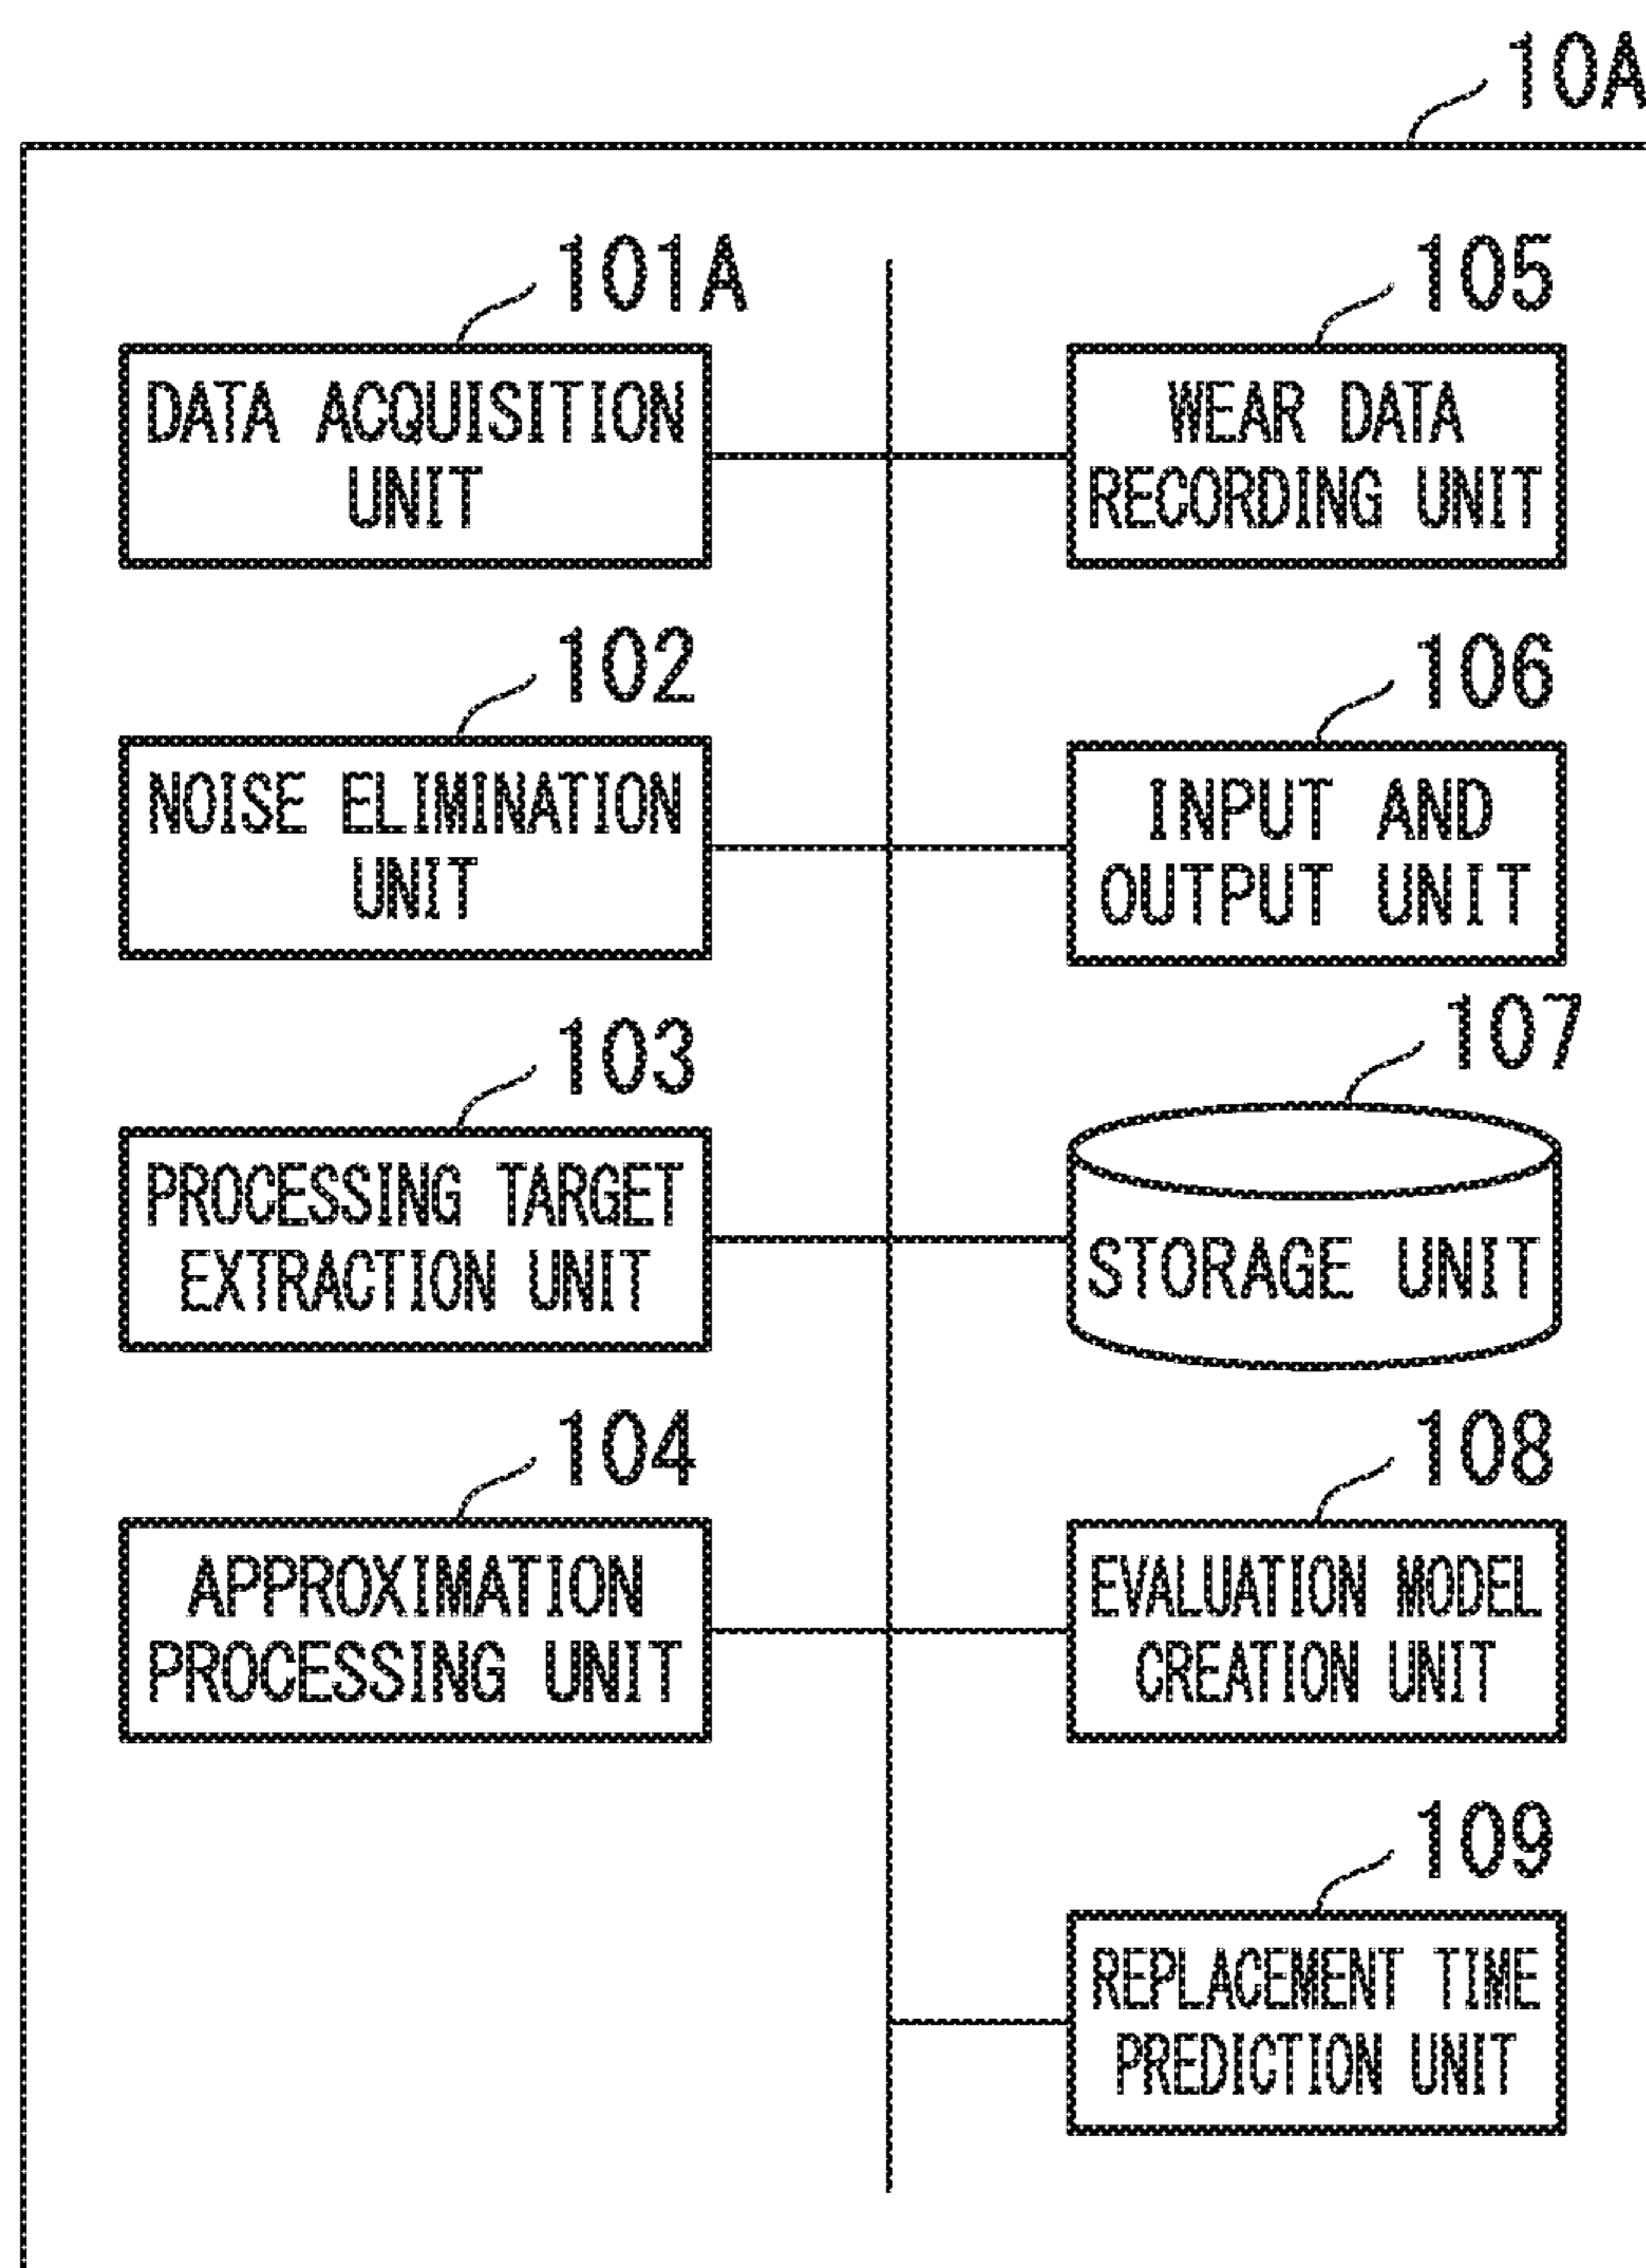 10A
101A
DATA ACQUISITION
UNIT
102
NOISE ELIMINATION
UNIT
103
PROCESSING TARGET
EXTRACTION UNIT
104
APPROXIMATION
PROCESSING UNIT
105
WEAR DATA
RECORDING UNIT
106
INPUT AND
OUTPUT UNIT
107
STORAGE UNIT
108
EVALUATION MODEL
CREATION UNIT
109
REPLACEMENT TIME
PREDICTION UNIT